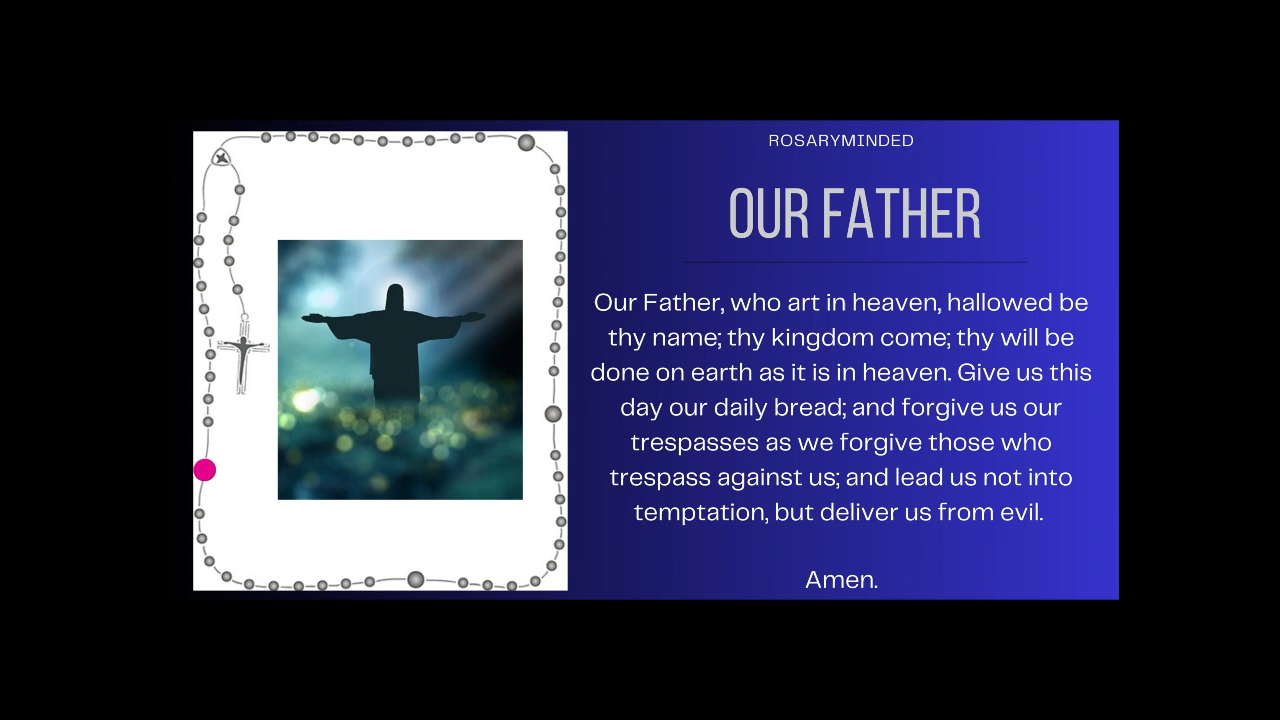 ROSARYMINDED
OUR FATHER
Our Father, who art in heaven, hallowed be
thy name; thy kingdom come; thy will be
done on earth as it is in heaven. Give us this
day our daily bread; and forgive us our
trespasses as we forgive those who
trespass against us; and lead us not into
temptation, but deliver us from evil.
Amen.